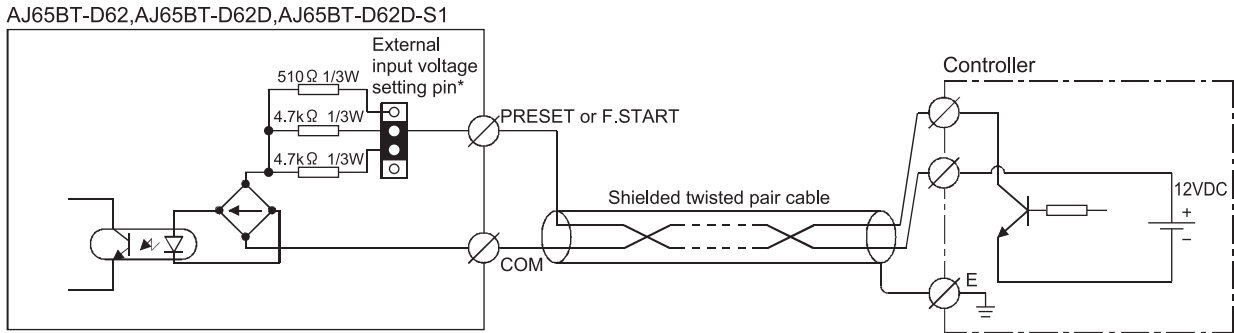 AJ65BT-D62,AJ65BT-D62D,AJ65BT-D62D-S1
External
input voltage
setting pin*
510Ω 1/3W
4.7kΩ 1/3W
4.7kΩ 1/3W
PRESET or F.START
COM
Shielded twisted pair cable
Controller
12VDC
+
−
E